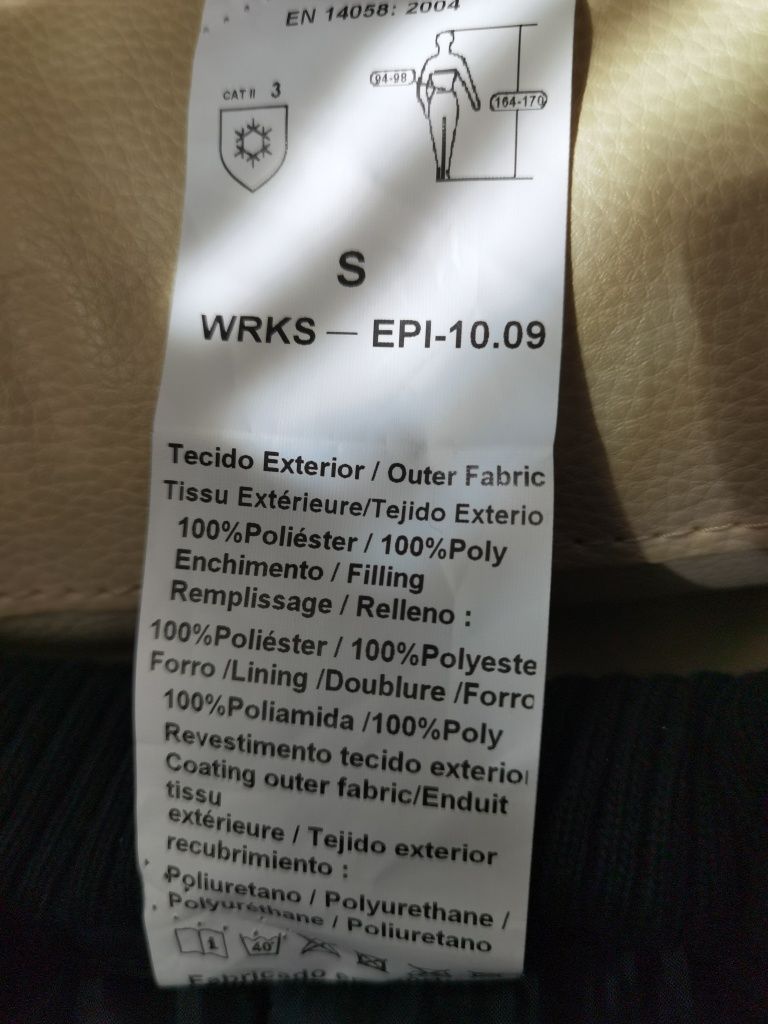 EN 14058: 2004
94-98
CAT II 3
164-170
S
WRKS — EPI-10.09
Tecido Exterior / Outer Fabric
Tissu Extérieure/Tejido Exterio
100%Poliéster / 100%Poly
Enchimento / Filling
Remplissage / Relleno :
100%Poliéster / 100%Polyeste
Forro /Lining /Doublure /Forro
100%Poliamida /100%Poly
Revestimento tecido exterior
Coating outer fabric/Enduit
tissu
extérieure / Tejido exterior
recubrimiento :
Poliuretano / Polyurethane /
Polyuréthane / Poliuretano
40
Fabricado